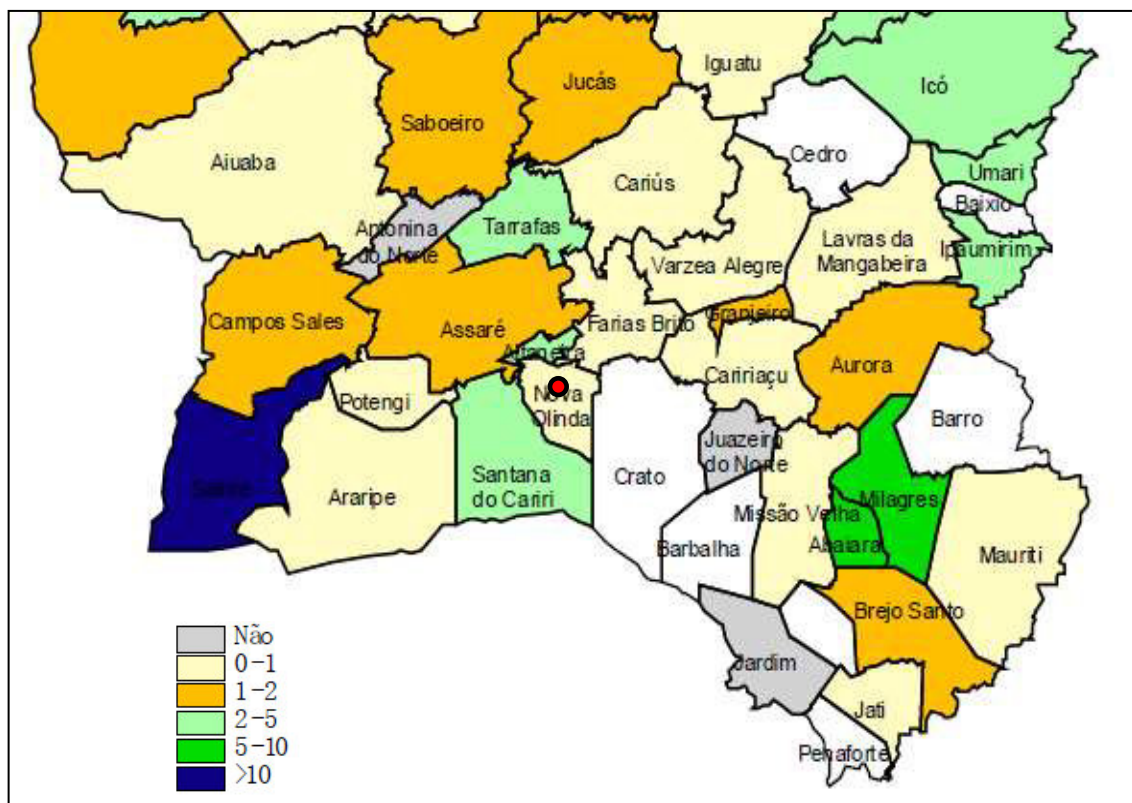 Iguatu
Jucás
Icó
Saboeiro
Cedro
Aiuaba
Umari
Cariús
Baixio
Antonina
do Norte
Tarrafas
Lavras da
Mangabeira
Ipaumirim
Varzea Alegre
Campos Sales
Assaré
Farias Brito
Granjeiro
Altaneira
Aurora
Caririaçu
Potengi
Nova
Olinda
Barro
Juazeiro
do Norte
Santana
do Cariri
Crato
Araripe
Milagres
Missão Velha
Barbalha
Abaiara
Mauriti
Brejo Santo
Jardim
Jati
Penaforte
Não
0-1
1-2
2-5
5-10
>10